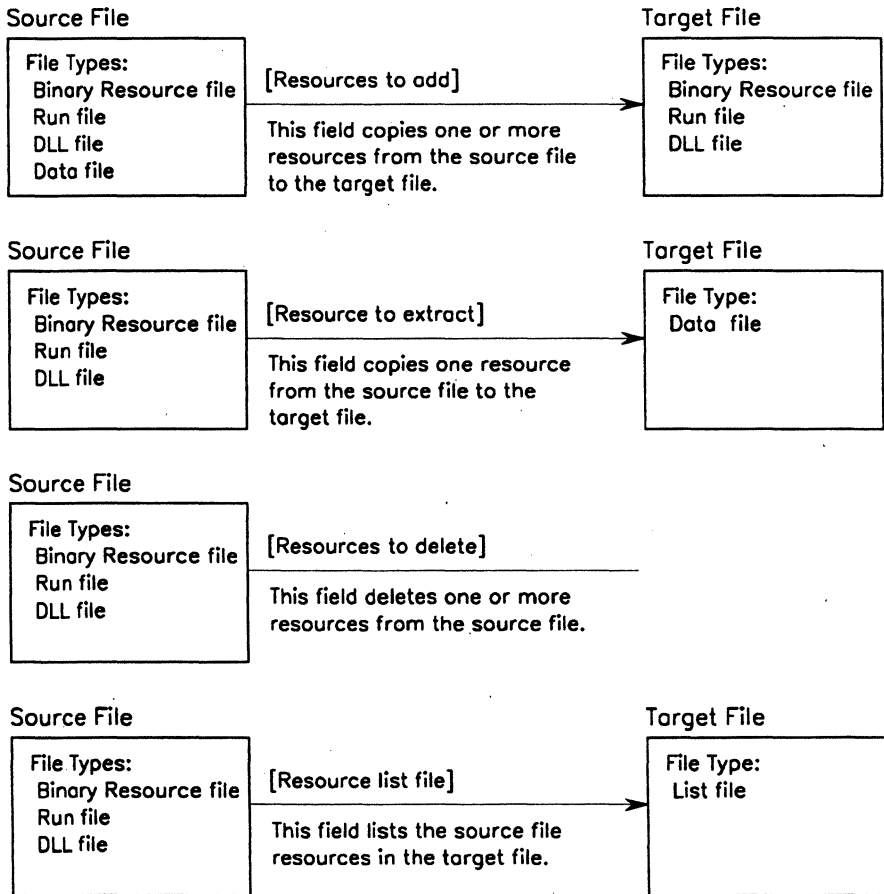 Source File
Target File
File Types:
Binary Resource file
Run file
DLL file
Data file
[Resources to add]
This field copies one or more
resources from the source file
to the target file.
File Types:
Binary Resource file
Run file
DLL file
Source File
Target File
File Types:
Binary Resource file
Run file
DLL file
[Resource to extract]
This field copies one resource
from the source file to the
target file.
File Type:
Data file
Source File
File Types:
Binary Resource file
Run file
DLL file
[Resources to delete]
This field deletes one or more
resources from the source file.
Source File
Target File
File Types:
Binary Resource file
Run file
DLL file
[Resource list file]
This field lists the source file
resources in the target file.
File Type:
List file